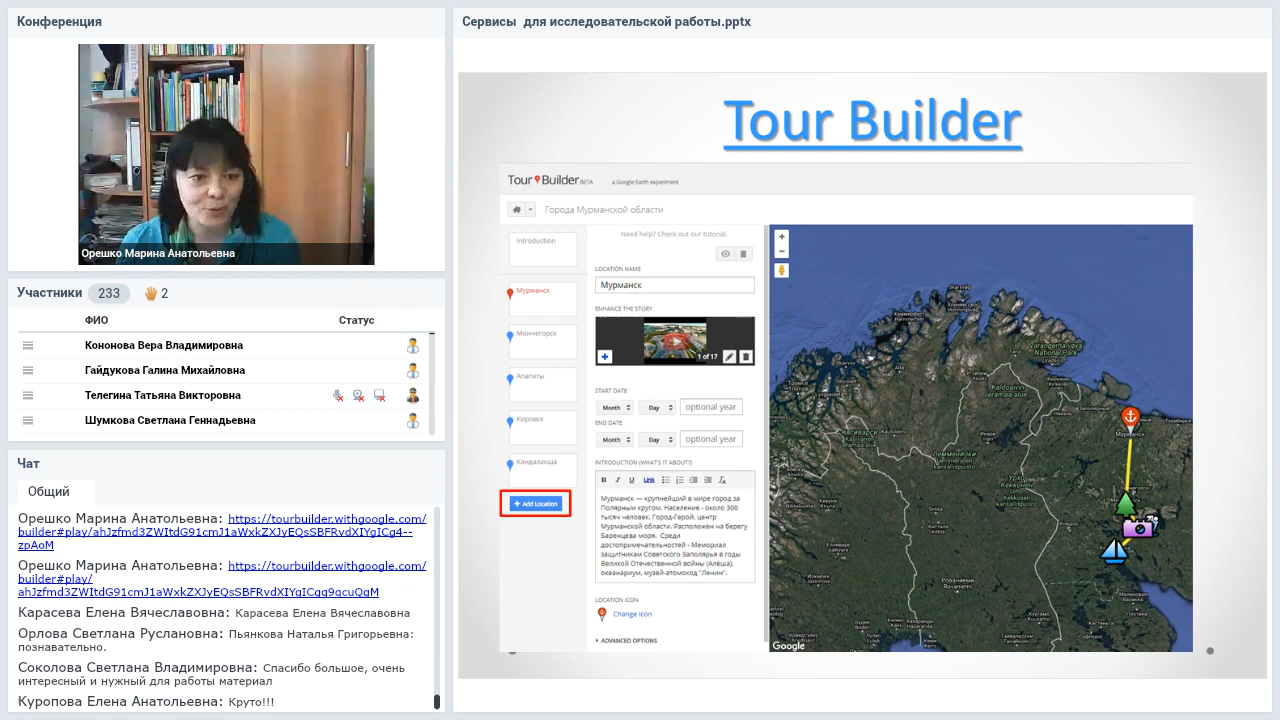 Конференция
Орешко Марина Анатольевна
Участники 233 2
ФИО Статус
Кононова Вера Владимировна
Гайдукова Галина Михайловна
Телегина Татьяна Викторовна
Шумкова Светлана Геннадьевна
Чат
Общий
Орешко Марина Анатольевна: https://tourbuilder.withgoogle.com/
builder#play/ahJzfmd3ZWItdG91cmJ1aWxkZXJyEQsSBFRvdXIYgICg4--
zpAoM
Орешко Марина Анатольевна: https://tourbuilder.withgoogle.com/
builder#play/
ahJzfmd3ZWItdG91cmJ1aWxkZXJyEQsSBFRvdXIYgICgq9qcuQgM
Карасева Елена Вячеславовна: Карасева Елена Вячеславовна
Орлова Светлана Руслановна: Пьянкова Наталья Григорьевна:
познавательно.
Соколова Светлана Владимировна: Спасибо большое, очень
интересный и нужный для работы материал
Куропова Елена Анатольевна: Круто!!!
Сервисы для исследовательской работы.pptx
Tour Builder
Tour Builder BETA a Google Earth experiment
Города Мурманской области
Introduction
Мурманск
Мончегорск
Апатиты
Кировск
Кандалакша
+ Add Location
Need help? Check out our tutorial.
LOCATION NAME
Мурманск
ENHANCE THE STORY
1 of 17
START DATE
Month Day optional year
END DATE
Month Day optional year
INTRODUCTION (WHAT'S IT ABOUT?)
B I U Link
Мурманск — крупнейший в мире город за
Полярным кругом. Население - около 300
тысяч человек. Город-Герой, центр
Мурманской области. Расположен на берегу
Баренцева моря. Среди
достопримечательностей - Мемориал
защитникам Советского Заполярья в годы
Великой Отечественной войны (Алёша),
океанариум, музей-атомоход "Ленин".
LOCATION ICON
Change icon
ADVANCED OPTIONS
Varangerhalvøya
Nasjonalpark
Kaldoaivin
erämaa-alue
Мурманск
Google